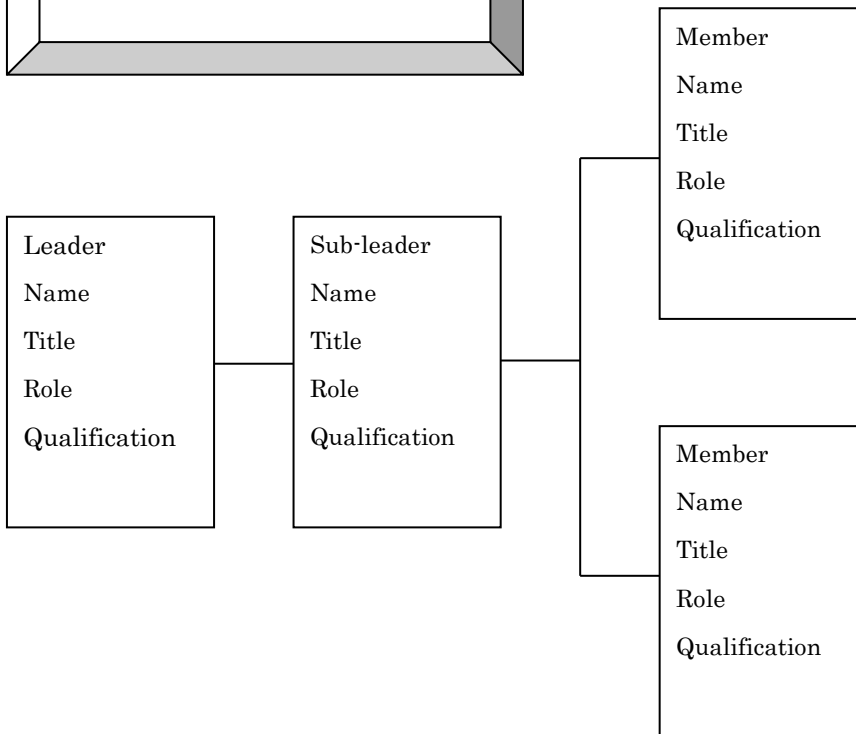 Leader
Name
Title
Role
Qualification
Sub-leader
Name
Title
Role
Qualification
Member
Name
Title
Role
Qualification
Member
Name
Title
Role
Qualification